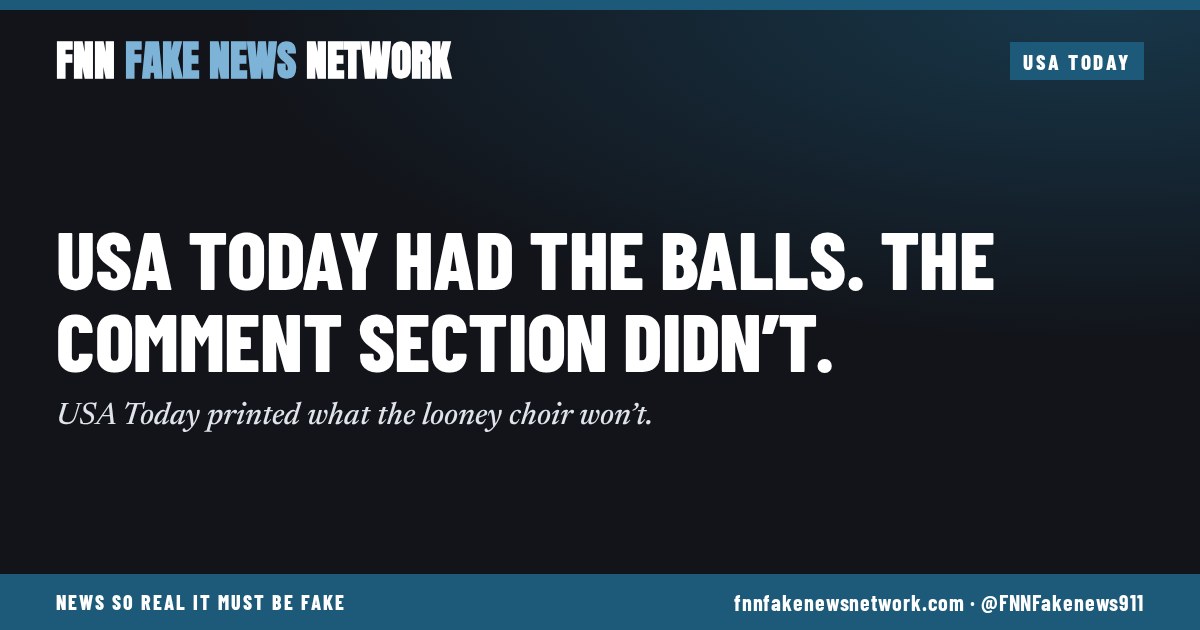 FNN FAKE NEWS NETWORK
USA TODAY
USA TODAY HAD THE BALLS. THE
COMMENT SECTION DIDN’T.
USA Today printed what the looney choir won’t.
NEWS SO REAL IT MUST BE FAKE
fnnfakenewsnetwork.com · @FNNFakenews911